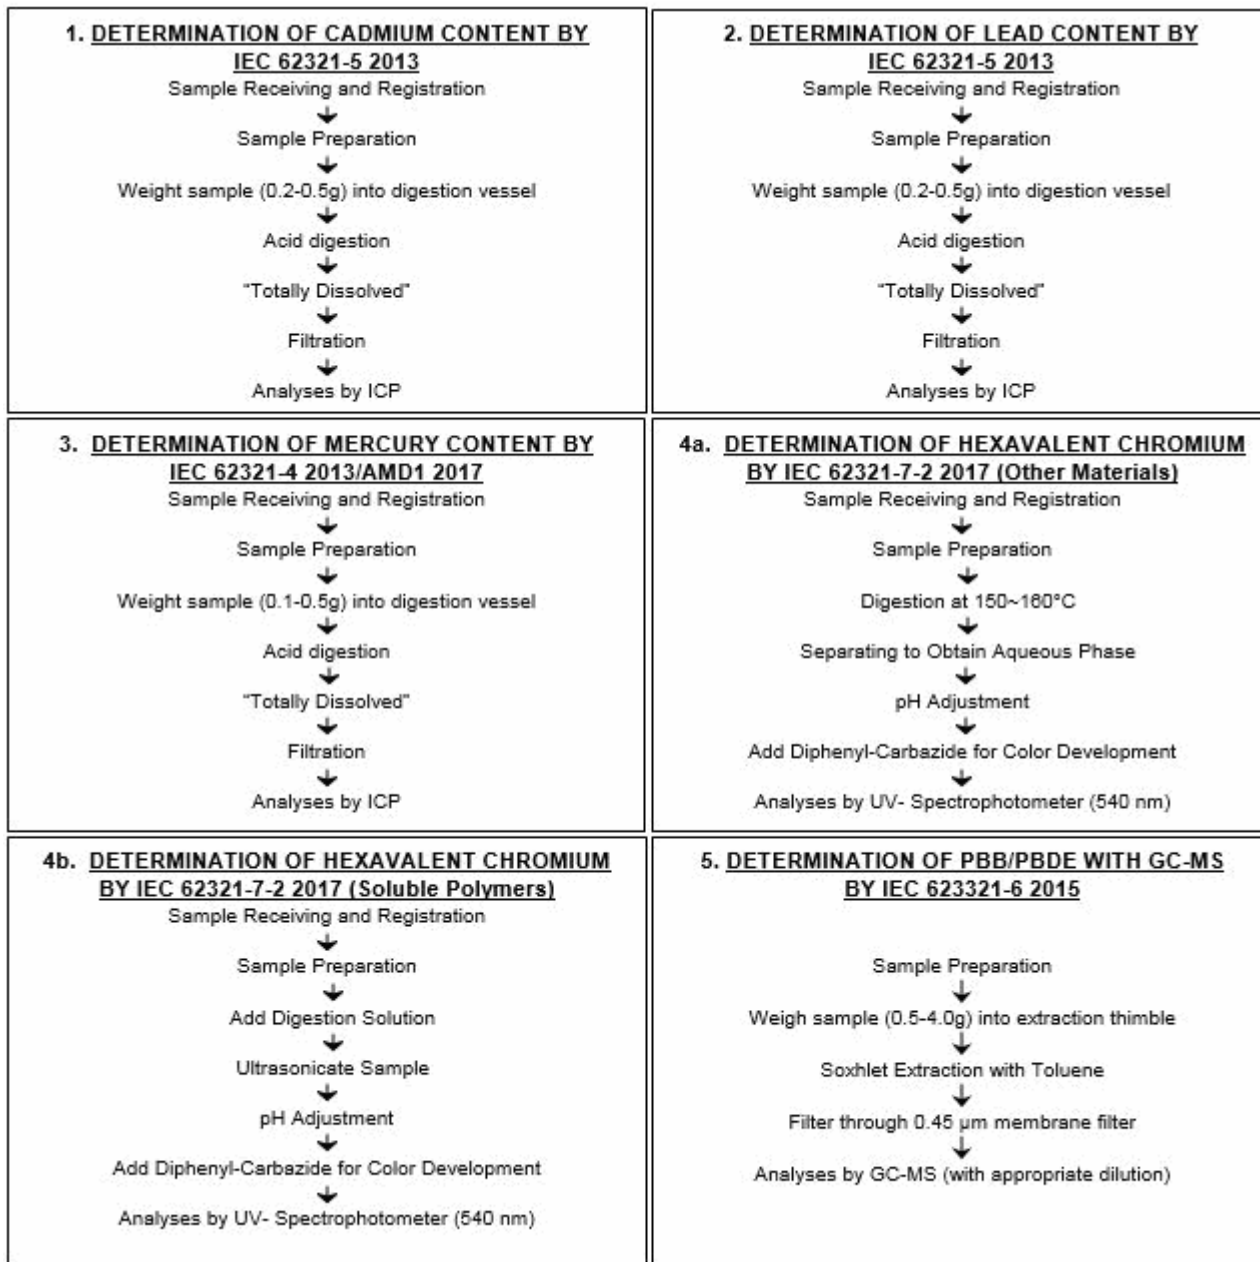 1. DETERMINATION OF CADMIUM CONTENT BY
IEC 62321-5 2013
Sample Receiving and Registration
Sample Preparation
Weight sample (0.2-0.5g) into digestion vessel
Acid digestion
"Totally Dissolved"
Filtration
Analyses by ICP
2. DETERMINATION OF LEAD CONTENT BY
IEC 62321-5 2013
Sample Receiving and Registration
Sample Preparation
Weight sample (0.2-0.5g) into digestion vessel
Acid digestion
"Totally Dissolved"
Filtration
Analyses by ICP
3. DETERMINATION OF MERCURY CONTENT BY
IEC 62321-4 2013/AMD1 2017
Sample Receiving and Registration
Sample Preparation
Weight sample (0.1-0.5g) into digestion vessel
Acid digestion
"Totally Dissolved"
Filtration
Analyses by ICP
4a. DETERMINATION OF HEXAVALENT CHROMIUM
BY IEC 62321-7-2 2017 (Other Materials)
Sample Receiving and Registration
Sample Preparation
Digestion at 150~160°C
Separating to Obtain Aqueous Phase
pH Adjustment
Add Diphenyl-Carbazide for Color Development
Analyses by UV- Spectrophotometer (540 nm)
4b. DETERMINATION OF HEXAVALENT CHROMIUM
BY IEC 62321-7-2 2017 (Soluble Polymers)
Sample Receiving and Registration
Sample Preparation
Add Digestion Solution
Ultrasonicate Sample
pH Adjustment
Add Diphenyl-Carbazide for Color Development
Analyses by UV- Spectrophotometer (540 nm)
5. DETERMINATION OF PBB/PBDE WITH GC-MS
BY IEC 623321-6 2015
Sample Preparation
Weigh sample (0.5-4.0g) into extraction thimble
Soxhlet Extraction with Toluene
Filter through 0.45 µm membrane filter
Analyses by GC-MS (with appropriate dilution)